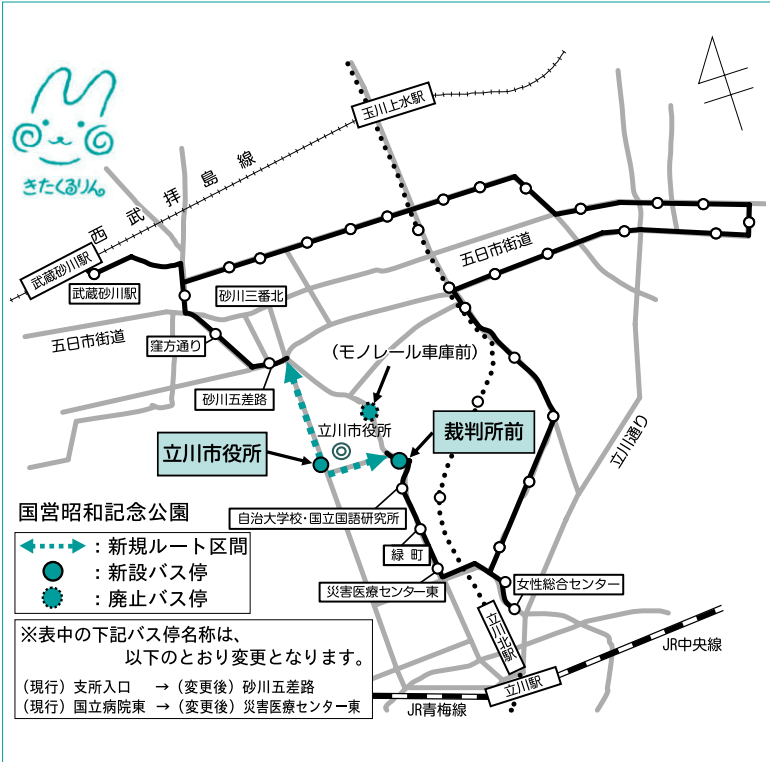 きたくるりん
西武拝島線
玉川上水駅
武蔵砂川駅
武蔵砂川駅
砂川三番北
五日市街道
五日市街道
窪方通り
(モノレール車庫前)
砂川五差路
立川市役所
裁判所前
立川市役所
立川通り
国営昭和記念公園
自治大学校・国立国語研究所
緑町
災害医療センター東
女性総合センター
：新規ルート区間
：新設バス停
：廃止バス停
立川北駅
JR中央線
立川駅
JR青梅線
※表中の下記バス停名称は、
以下のとおり変更となります。
(現行) 支所入口 → (変更後) 砂川五差路
(現行) 国立病院東 → (変更後) 災害医療センター東